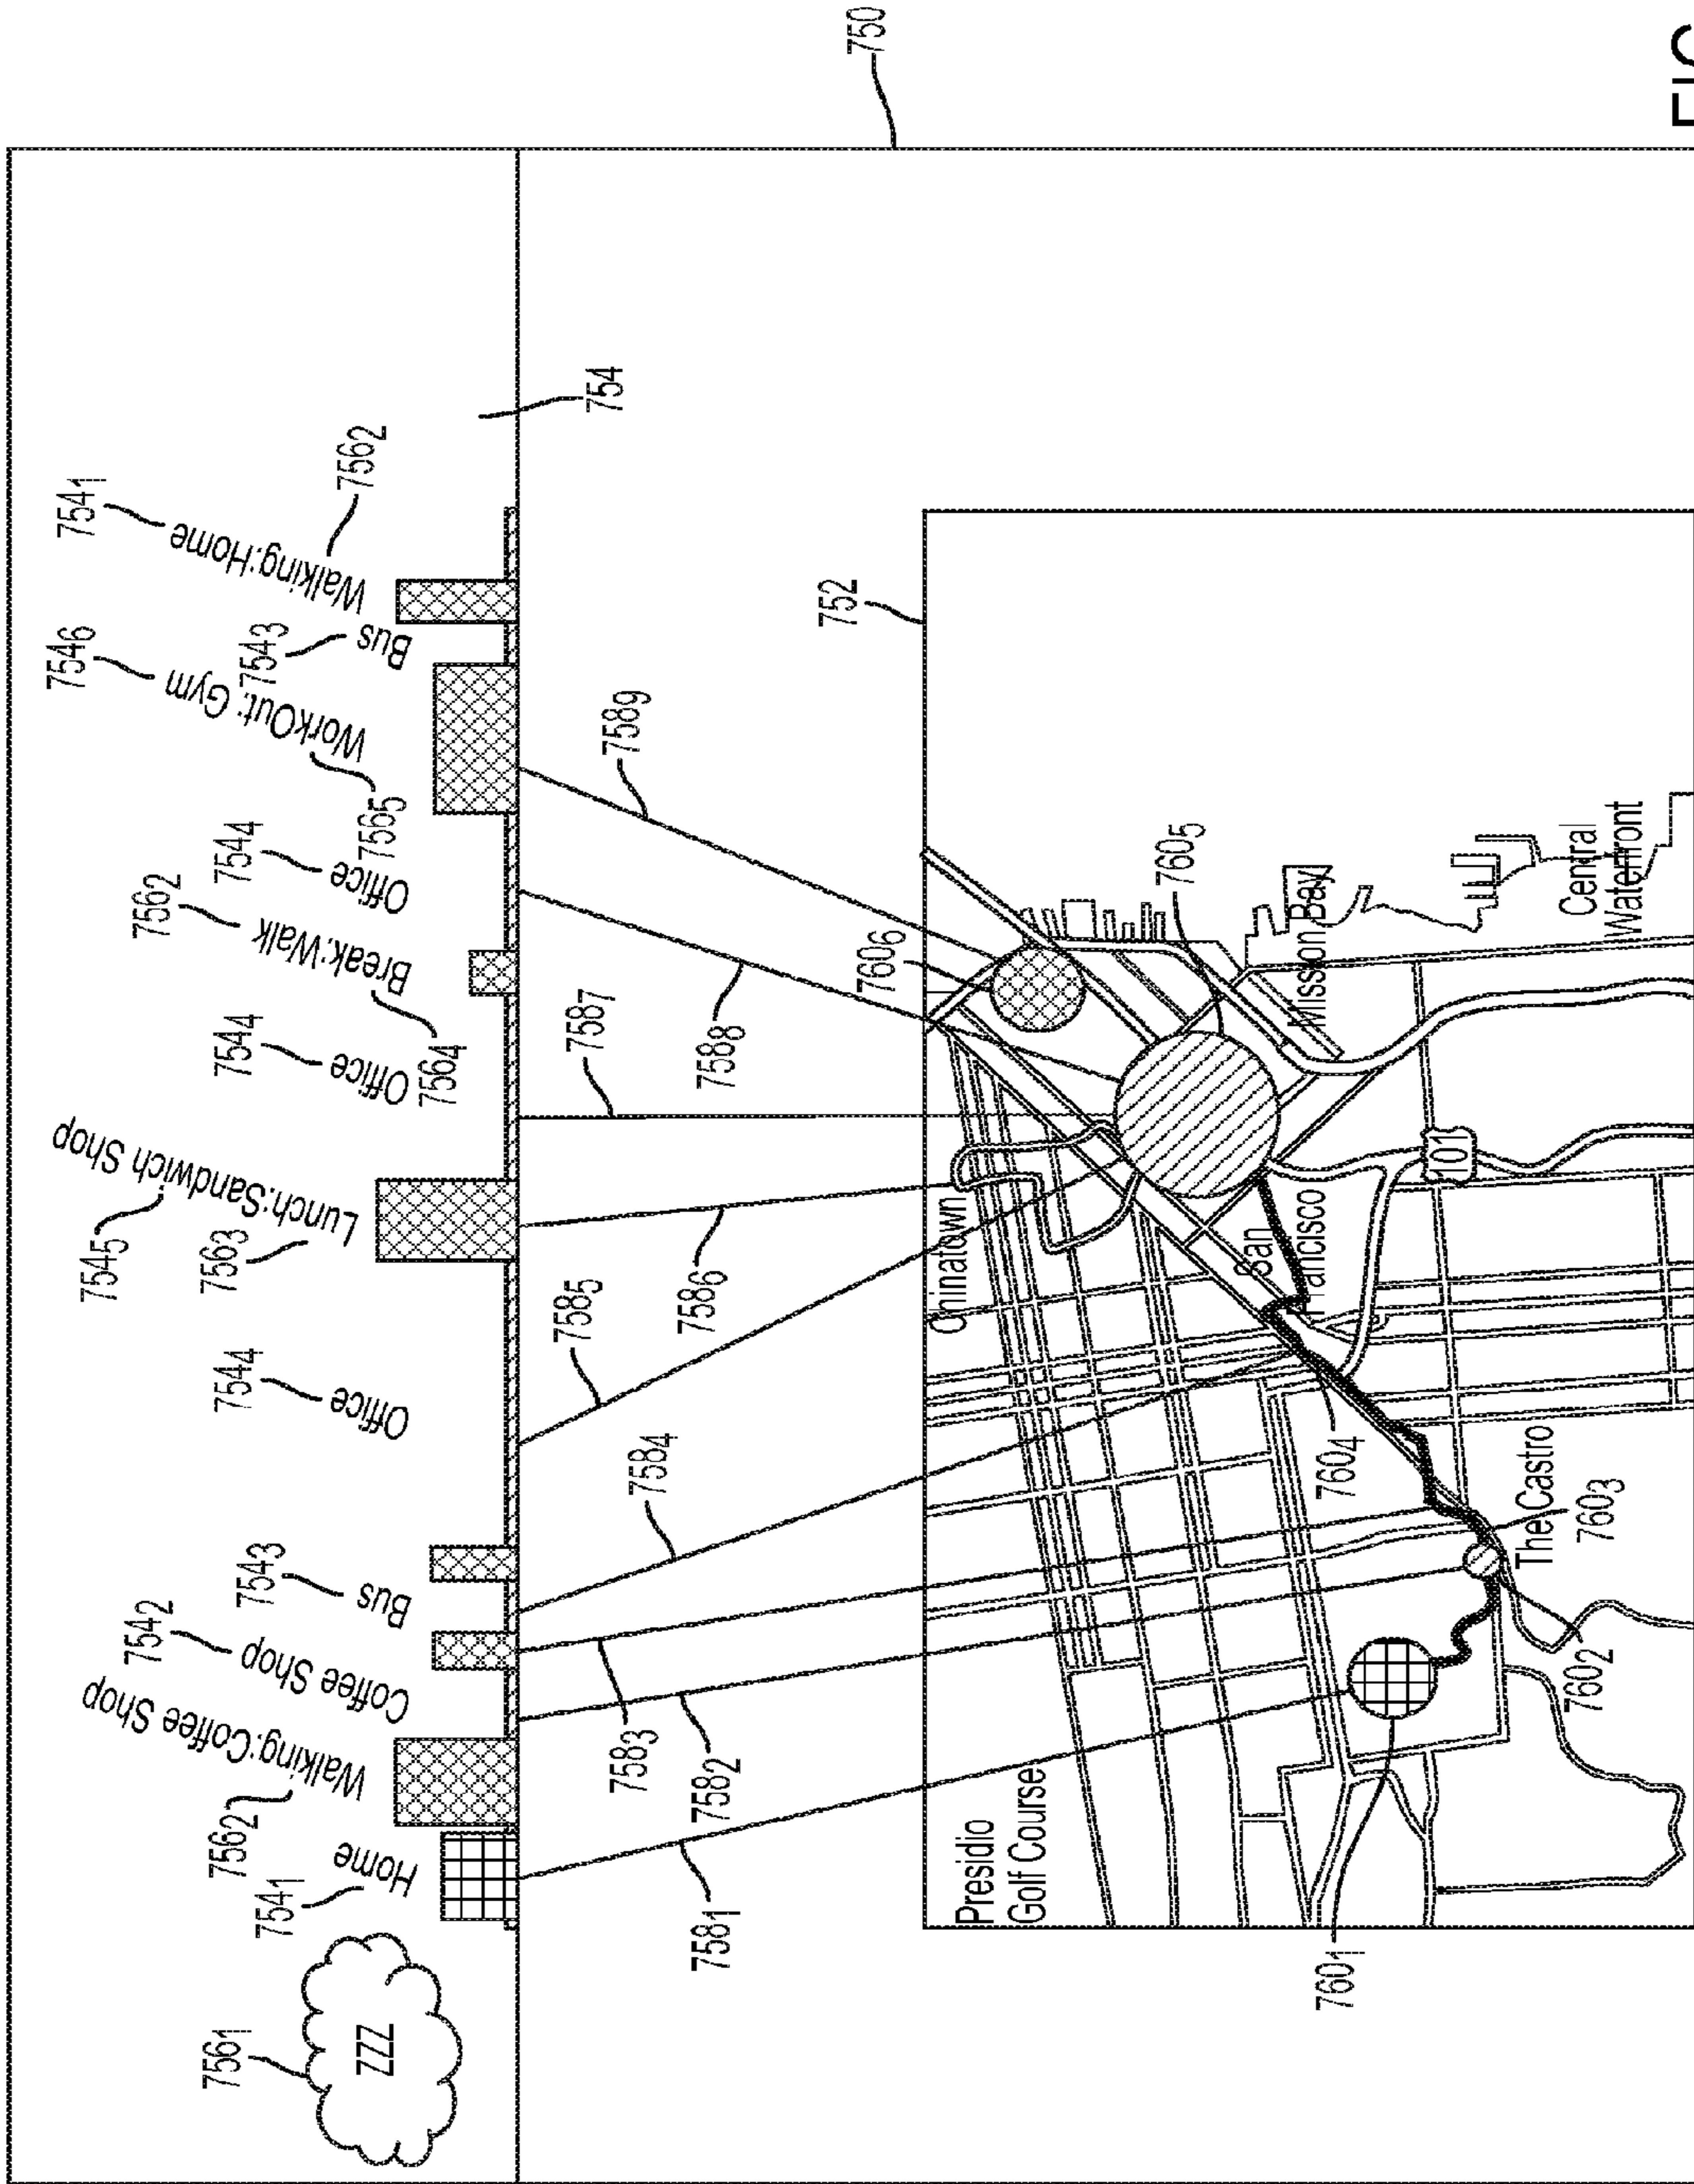 750
754₁
754₆
Walking:Home
756₂
754₃
Bus
WorkOut: Gym
756₅
754₄
Office
756₂
Break:Walk
756₄
754₄
Office
754₅
Lunch:Sandwich Shop
756₃
754₄
Office
754₃
Bus
754₂
Coffee Shop
Walking:Coffee Shop
756₂
754₁
Home
756₁
ZZZ
754
758₁
758₂
758₃
758₄
758₅
758₆
758₇
758₈
758₉
752
Presidio
Golf Course
Chinatown
760₆
760₅
Mission Bay
Central
Waterfront
San
Francisco
101
760₄
The Castro
760₃
760₂
760₁